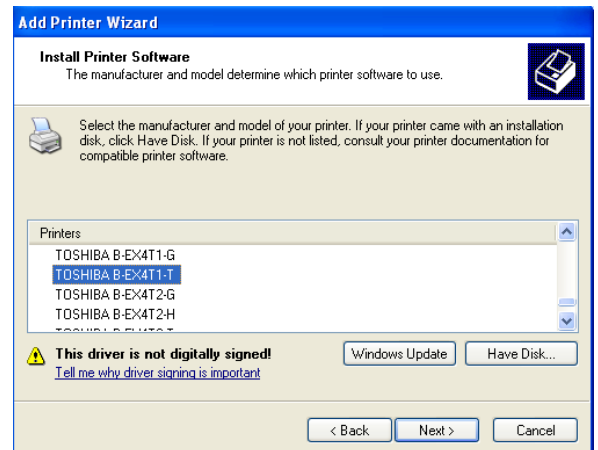 Add Printer Wizard
Install Printer Software
The manufacturer and model determine which printer software to use.
Select the manufacturer and model of your printer. If your printer came with an installation
disk, click Have Disk. If your printer is not listed, consult your printer documentation for
compatible printer software.
Printers
TOSHIBA B-EX4T1-G
TOSHIBA B-EX4T1-T
TOSHIBA B-EX4T2-G
TOSHIBA B-EX4T2-H
This driver is not digitally signed!
Windows Update
Have Disk...
Tell me why driver signing is important
< Back
Next >
Cancel